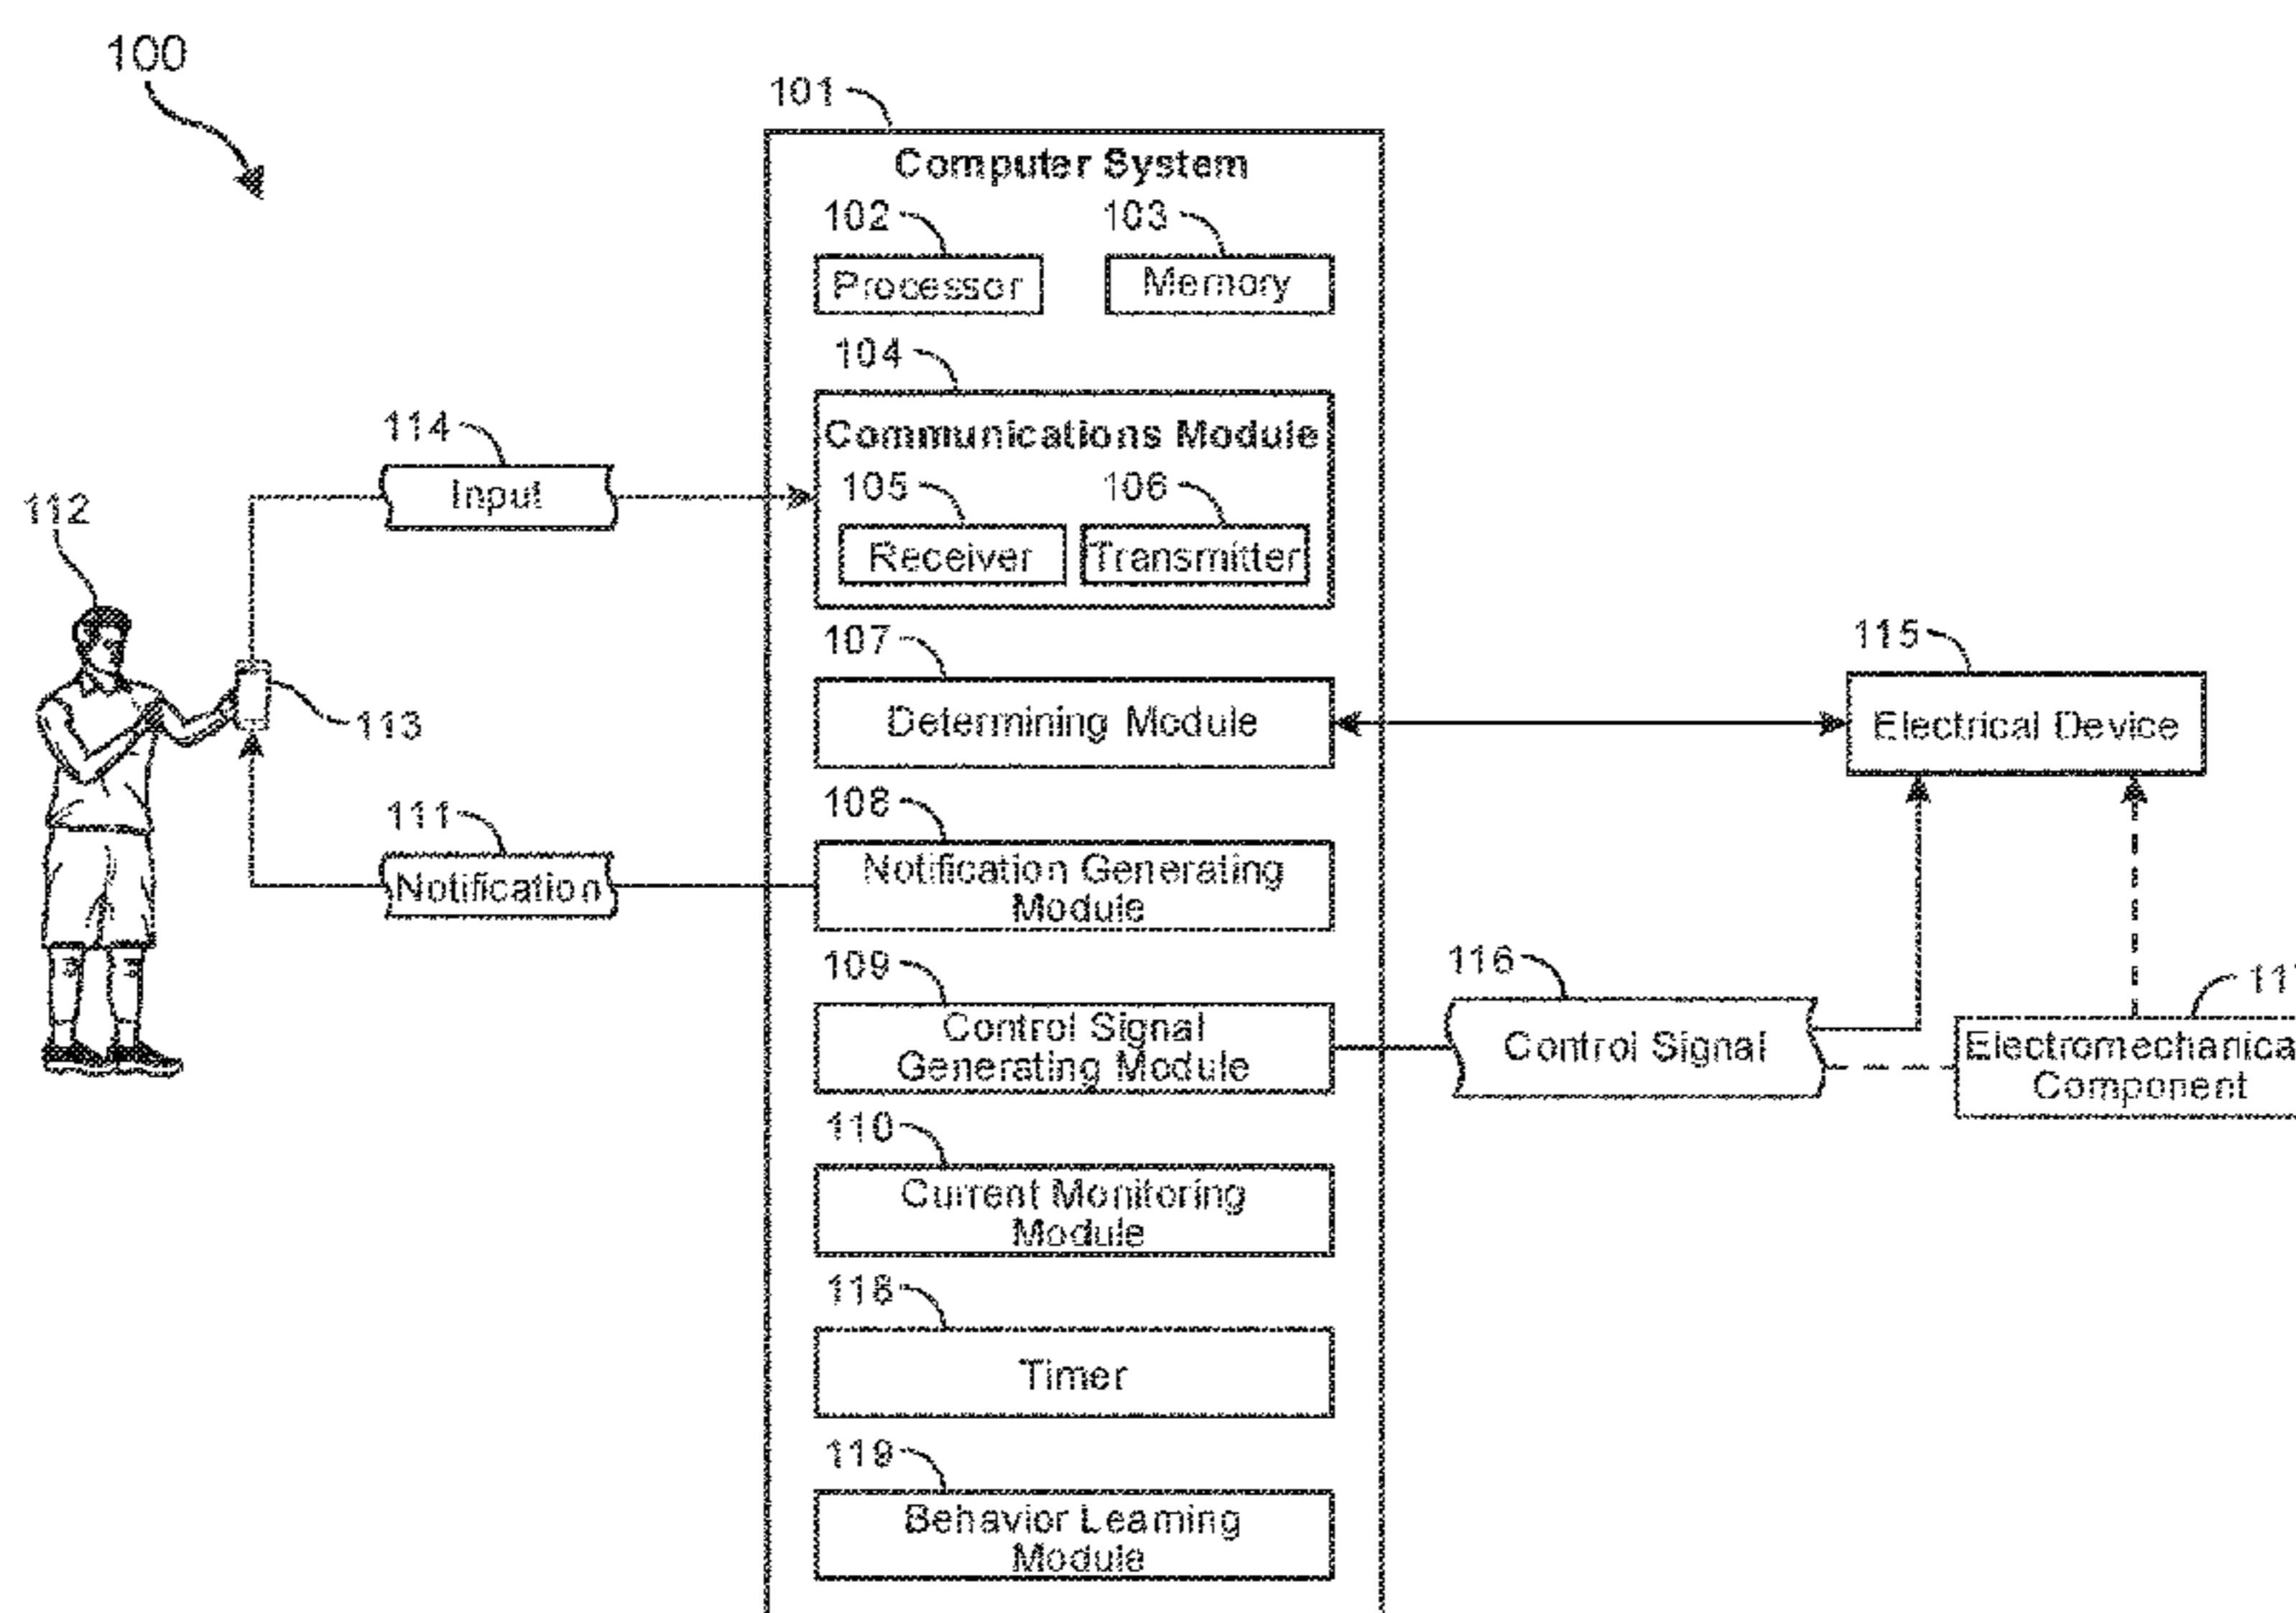 100
101
Computer System
102
103
Processor
Memory
104
Communications Module
105
106
Receiver
Transmitter
114
Input
112
113
107
Determining Module
115
Electrical Device
111
Notification
108
Notification Generating
Module
109
Control Signal
Generating Module
116
Control Signal
Electromechanica
Component
110
Current Monitoring
Module
118
Timer
119
Behavior Learning
Module